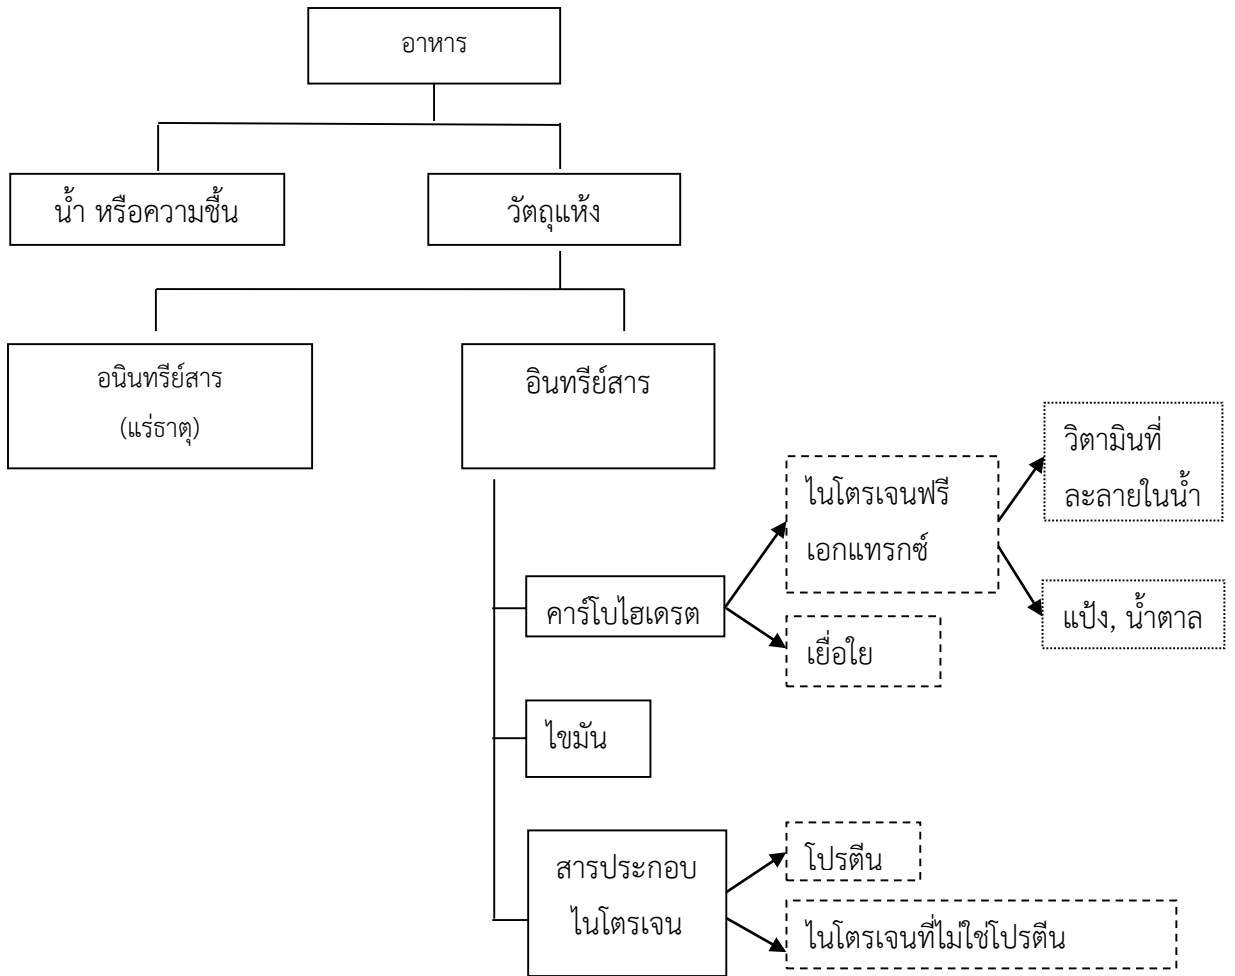 อาหาร
น้ำ หรือความชื้น
วัตถุแห้ง
อนินทรีย์สาร
(แร่ธาตุ)
อินทรีย์สาร
วิตามินที่
ละลายในน้ำ
ไนโตรเจนฟรี
เอกแทรกซ์
คาร์โบไฮเดรต
แป้ง, น้ำตาล
เยื่อใย
ไขมัน
สารประกอบ
ไนโตรเจน
โปรตีน
ไนโตรเจนที่ไม่ใช่โปรตีน